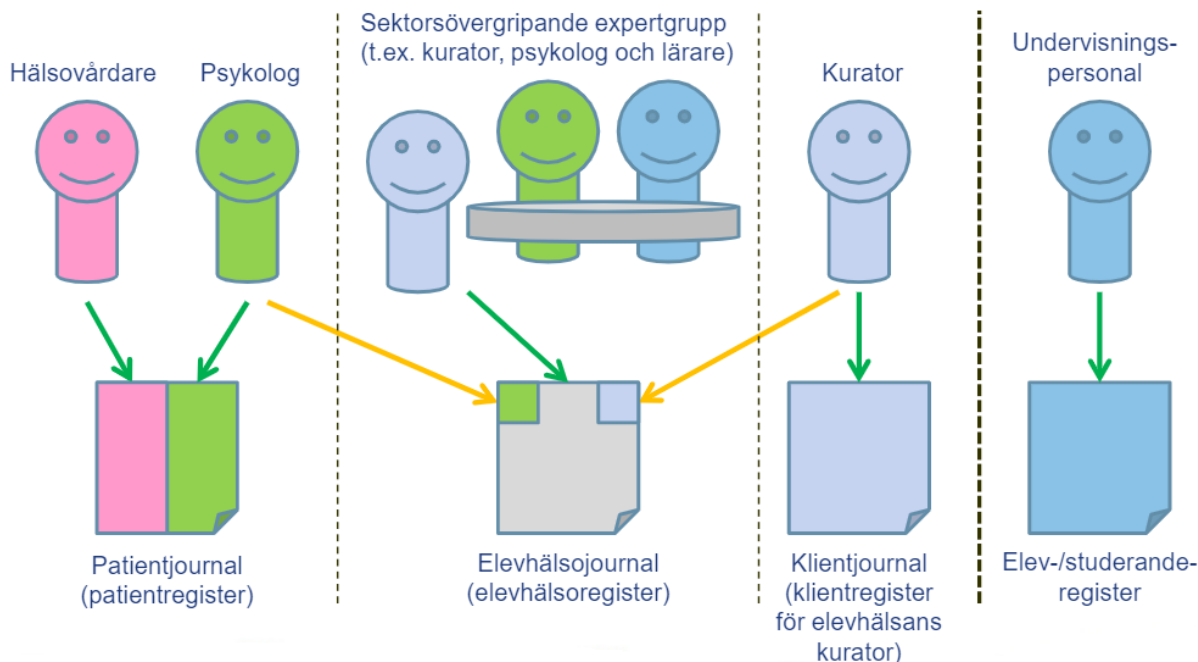 Hälsovårdare
Psykolog
Sektorsövergripande expertgrupp
(t.ex. kurator, psykolog och lärare)
Kurator
Undervisnings-
personal
Patientjournal
(patientregister)
Elevhälsojournal
(elevhälsoregister)
Klientjournal
(klientregister
för elevhälsans
kurator)
Elev-/studerande-
register